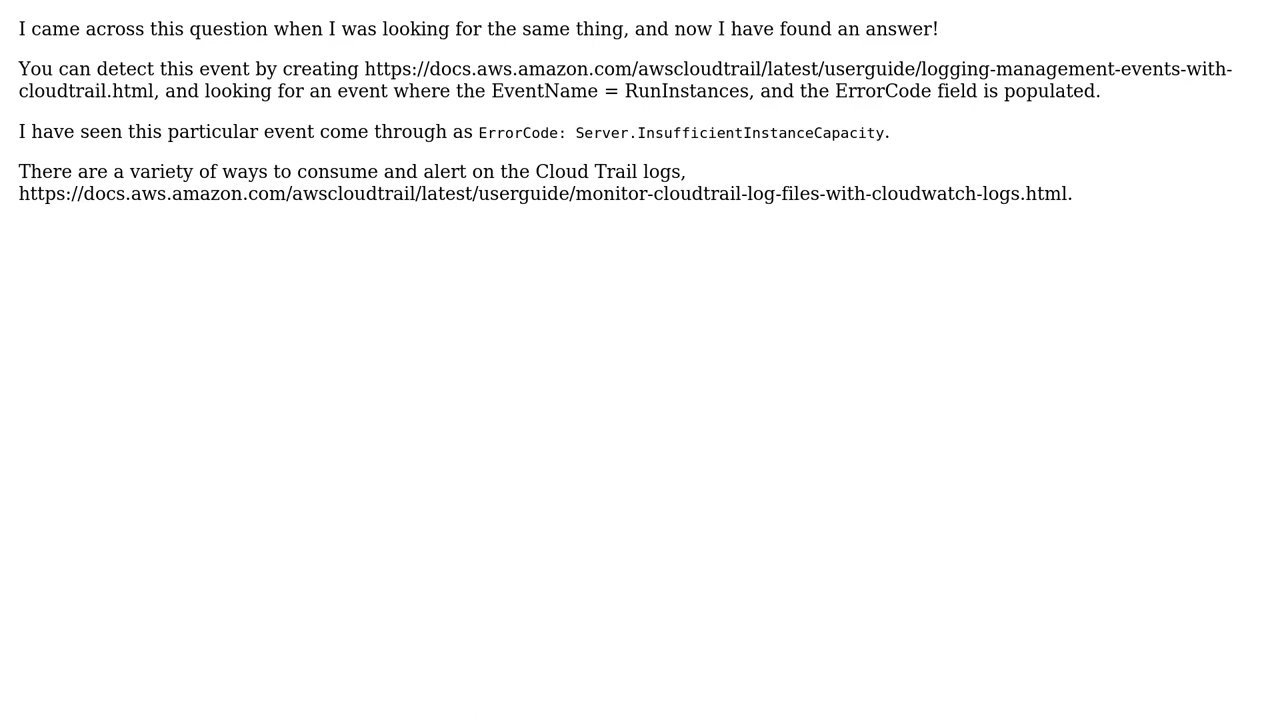 I came across this question when I was looking for the same thing, and now I have found an answer!
You can detect this event by creating https://docs.aws.amazon.com/awscloudtrail/latest/userguide/logging-management-events-with-
cloudtrail.html, and looking for an event where the EventName = RunInstances, and the ErrorCode field is populated.
I have seen this particular event come through as ErrorCode: Server.InsufficientInstanceCapacity.
There are a variety of ways to consume and alert on the Cloud Trail logs,
https://docs.aws.amazon.com/awscloudtrail/latest/userguide/monitor-cloudtrail-log-files-with-cloudwatch-logs.html.